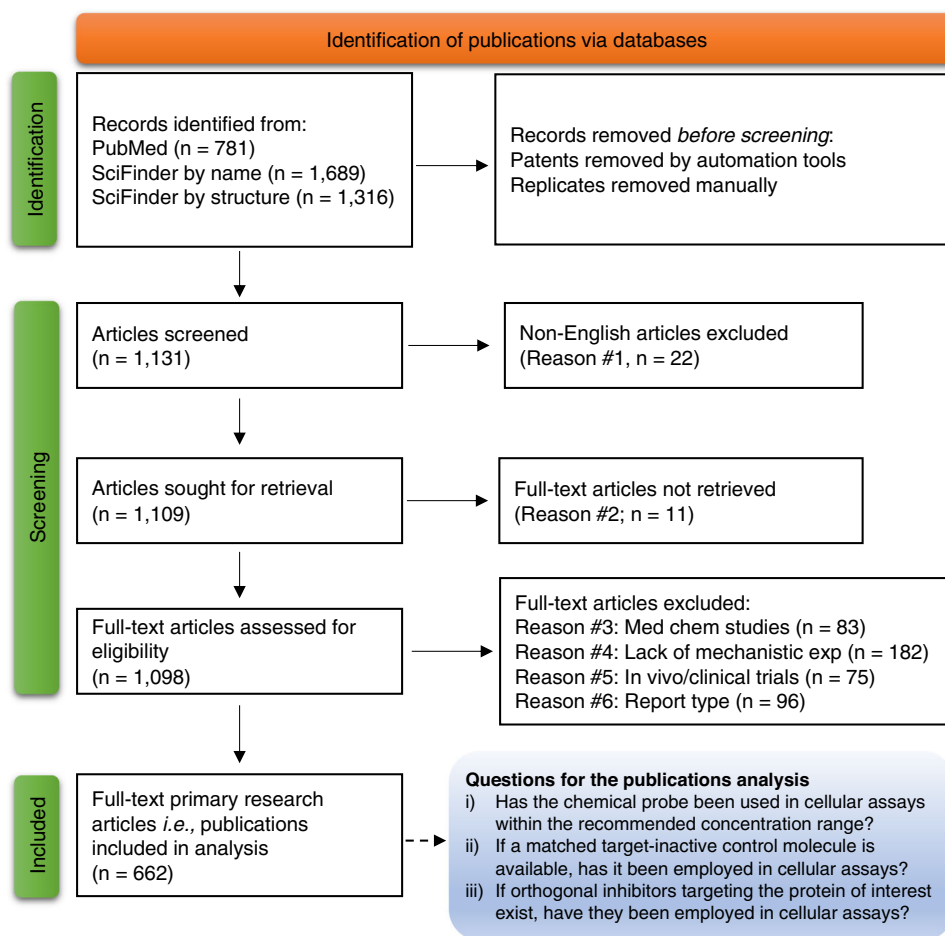 Identification of publications via databases
Identification
Records identified from:
PubMed (n = 781)
SciFinder by name (n = 1,689)
SciFinder by structure (n = 1,316)
Records removed before screening:
Patents removed by automation tools
Replicates removed manually
Screening
Articles screened
(n = 1,131)
Non-English articles excluded
(Reason #1, n = 22)
Articles sought for retrieval
(n = 1,109)
Full-text articles not retrieved
(Reason #2; n = 11)
Full-text articles assessed for
eligibility
(n = 1,098)
Full-text articles excluded:
Reason #3: Med chem studies (n = 83)
Reason #4: Lack of mechanistic exp (n = 182)
Reason #5: In vivo/clinical trials (n = 75)
Reason #6: Report type (n = 96)
Included
Full-text primary research
articles i.e., publications
included in analysis
(n = 662)
Questions for the publications analysis
i) Has the chemical probe been used in cellular assays
within the recommended concentration range?
ii) If a matched target-inactive control molecule is
available, has it been employed in cellular assays?
iii) If orthogonal inhibitors targeting the protein of interest
exist, have they been employed in cellular assays?